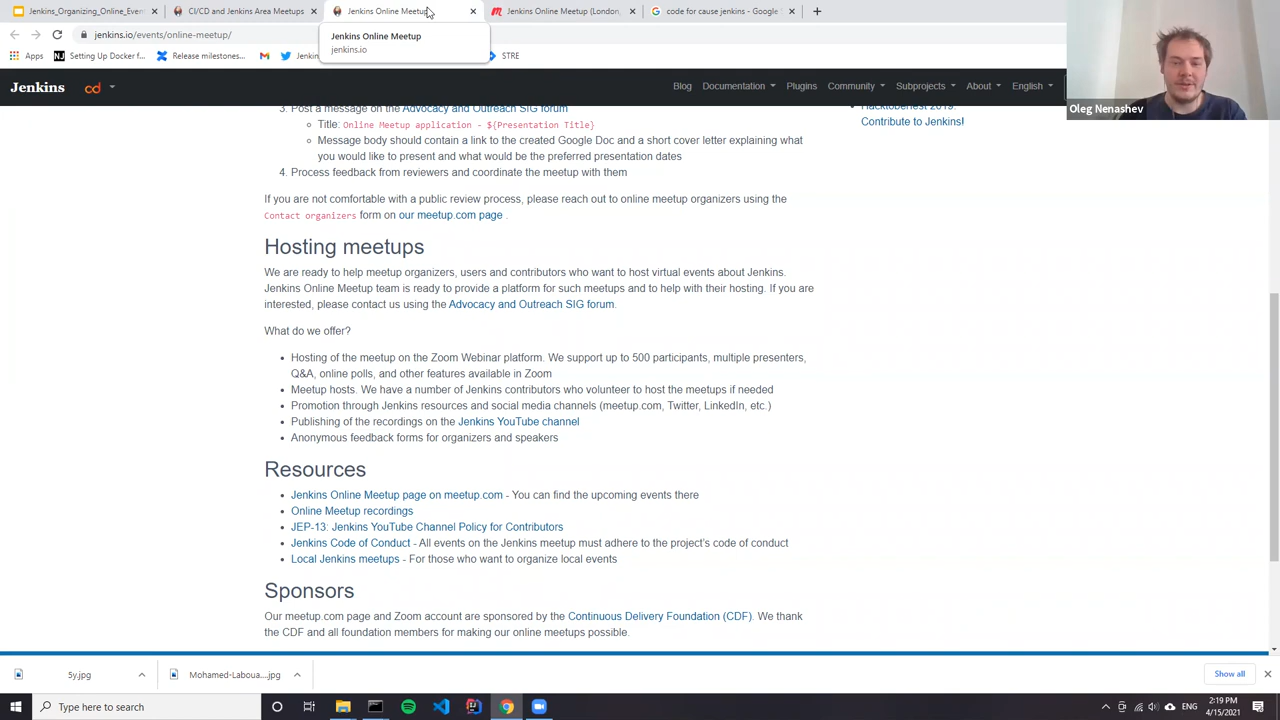 Jenkins_Organizing_Online_Even
CI/CD and Jenkins Area Meetups
Jenkins Online Meetup
Jenkins Online Meetup (London,
code for cause jenkins - Google S
jenkins.io/events/online-meetup/
Jenkins Online Meetup
jenkins.io
Apps
Setting Up Docker f...
Release milestones...
Jenkin
STRE
Jenkins
cd
Blog
Documentation
Plugins
Community
Subprojects
About
English
Oleg Nenashev
3. Post a message on the Advocacy and Outreach SIG forum
Title: Online Meetup application - ${Presentation Title}
Message body should contain a link to the created Google Doc and a short cover letter explaining what
you would like to present and what would be the preferred presentation dates
4. Process feedback from reviewers and coordinate the meetup with them
Hacktoberfest 2019:
Contribute to Jenkins!
If you are not comfortable with a public review process, please reach out to online meetup organizers using the
Contact organizers form on our meetup.com page .
Hosting meetups
We are ready to help meetup organizers, users and contributors who want to host virtual events about Jenkins.
Jenkins Online Meetup team is ready to provide a platform for such meetups and to help with their hosting. If you are
interested, please contact us using the Advocacy and Outreach SIG forum.
What do we offer?
Hosting of the meetup on the Zoom Webinar platform. We support up to 500 participants, multiple presenters,
Q&A, online polls, and other features available in Zoom
Meetup hosts. We have a number of Jenkins contributors who volunteer to host the meetups if needed
Promotion through Jenkins resources and social media channels (meetup.com, Twitter, LinkedIn, etc.)
Publishing of the recordings on the Jenkins YouTube channel
Anonymous feedback forms for organizers and speakers
Resources
Jenkins Online Meetup page on meetup.com - You can find the upcoming events there
Online Meetup recordings
JEP-13: Jenkins YouTube Channel Policy for Contributors
Jenkins Code of Conduct - All events on the Jenkins meetup must adhere to the project's code of conduct
Local Jenkins meetups - For those who want to organize local events
Sponsors
Our meetup.com page and Zoom account are sponsored by the Continuous Delivery Foundation (CDF). We thank
the CDF and all foundation members for making our online meetups possible.
5y.jpg
Mohamed-Laboua....jpg
Show all
Type here to search
ENG
2:19 PM
4/15/2021